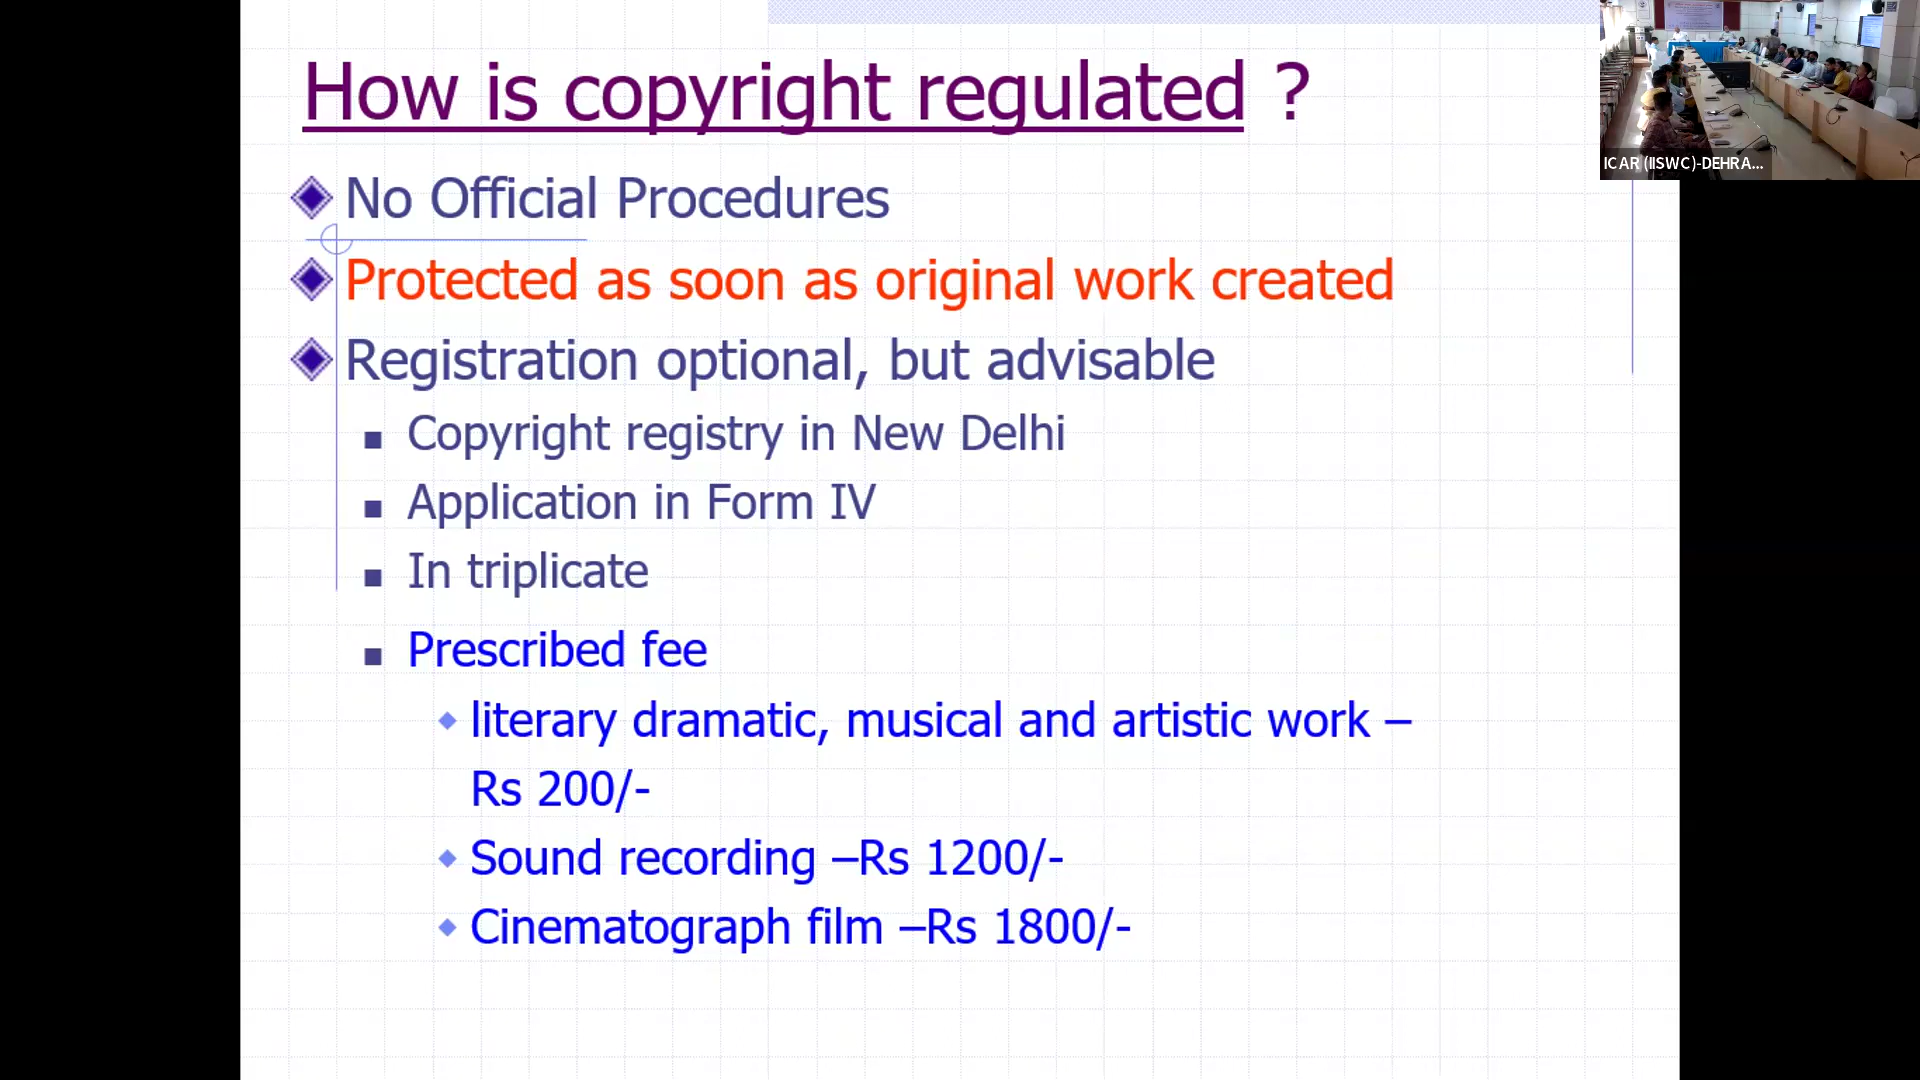 How is copyright regulated ?
No Official Procedures
Protected as soon as original work created
Registration optional, but advisable
Copyright registry in New Delhi
Application in Form IV
In triplicate
Prescribed fee
literary dramatic, musical and artistic work –
Rs 200/-
Sound recording –Rs 1200/-
Cinematograph film –Rs 1800/-
ICAR (IISWC)-DEHRA...